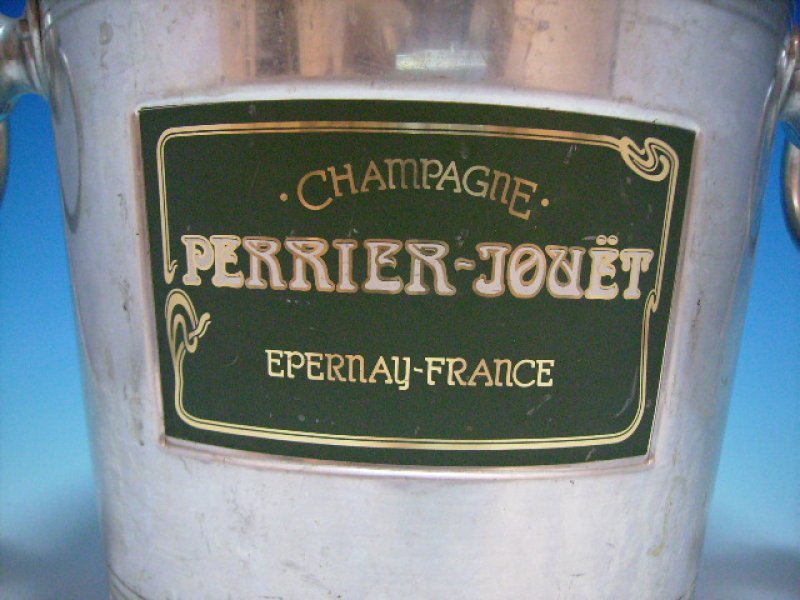 · CHAMPAGNE ·
PERRIER-JOUËT
EPERNAY-FRANCE